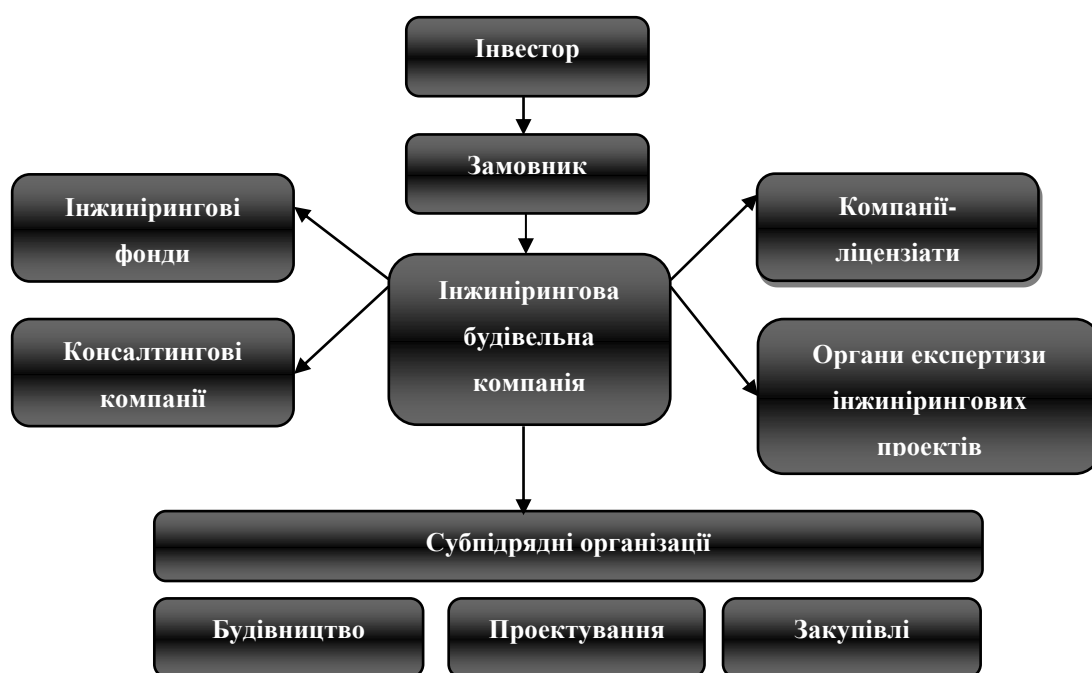 Інвестор
Замовник
Інжинірингові
фонди
Компанії-
ліцензіати
Інжинірингова
будівельна
компанія
Консалтингові
компанії
Органи експертизи
інжинірингових
проектів
Субпідрядні організації
Будівництво
Проектування
Закупівлі